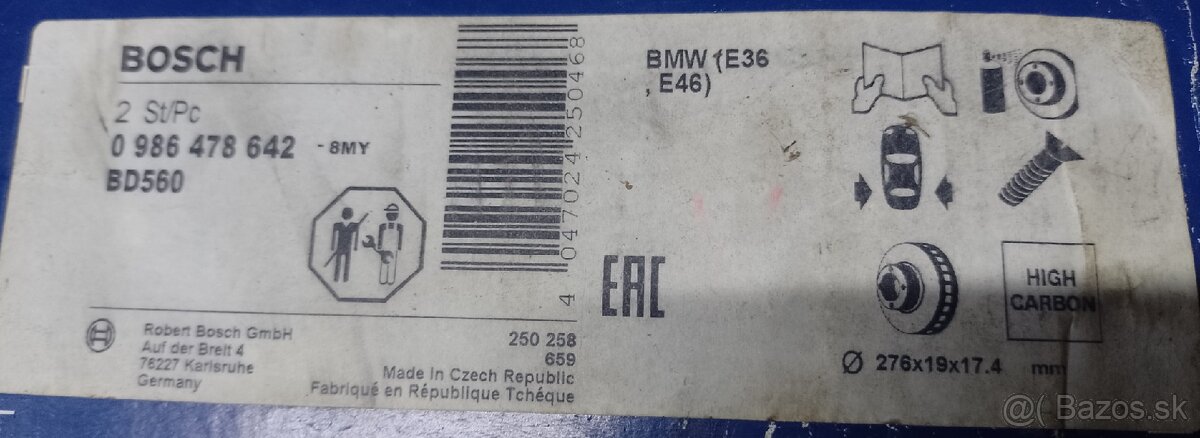 BOSCH
2 St/Pc
0 986 478 642 - 8MY
BD560
4 047024 250468
BMW (E36
, E46)
EAC
HIGH
CARBON
Ø 276x19x17.4 mm
Robert Bosch GmbH
Auf der Breit 4
76227 Karlsruhe
Germany
250 258
659
Made in Czech Republic
Fabriqué en République Tchéque
@( Bazos.sk